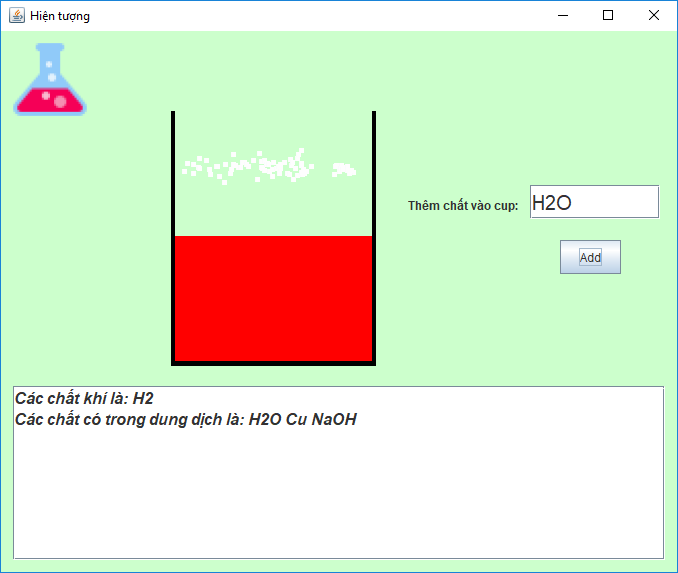 Hiện tượng
Thêm chất vào cup:
H2O
Add
Các chất khí là: H2
Các chất có trong dung dịch là: H2O Cu NaOH